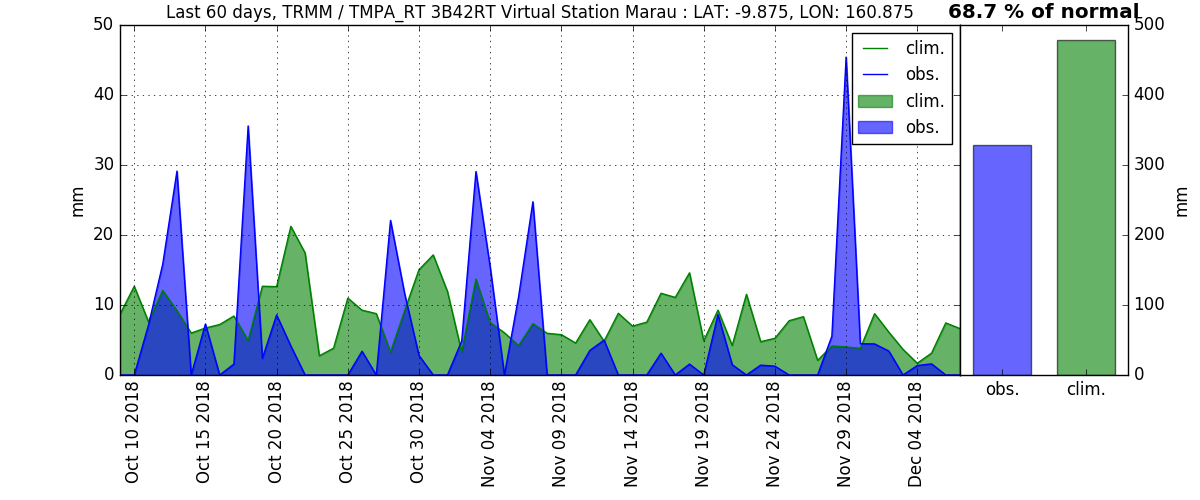 Last 60 days, TRMM / TMPA_RT 3B42RT Virtual Station Marau : LAT: -9.875, LON: 160.875
68.7 % of normal
50
40
30
20
10
0
mm
clim.
obs.
clim.
obs.
500
400
300
200
100
0
mm
Oct 10 2018
Oct 15 2018
Oct 20 2018
Oct 25 2018
Oct 30 2018
Nov 04 2018
Nov 09 2018
Nov 14 2018
Nov 19 2018
Nov 24 2018
Nov 29 2018
Dec 04 2018
obs.
clim.